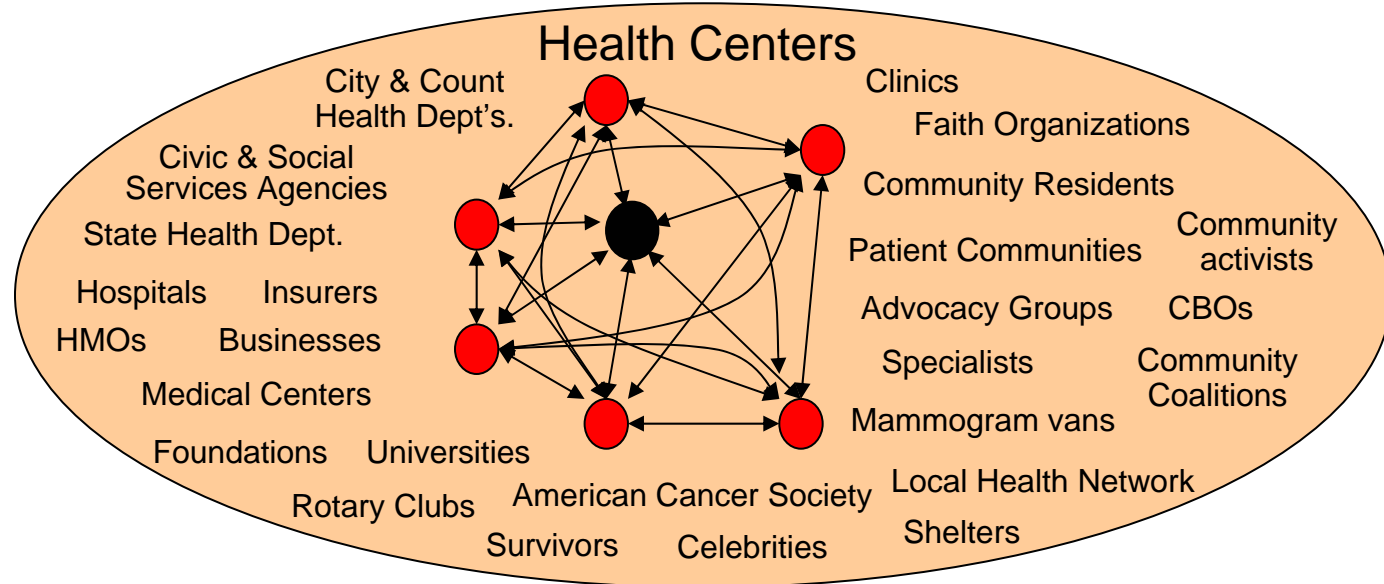 Health Centers
City & Count
Health Dept’s.
Clinics
Faith Organizations
Civic & Social
Services Agencies
Community Residents
State Health Dept.
Community
activists
Patient Communities
Hospitals
Insurers
Advocacy Groups
CBOs
HMOs
Businesses
Specialists
Community
Coalitions
Medical Centers
Mammogram vans
Foundations
Universities
Local Health Network
Rotary Clubs
American Cancer Society
Shelters
Survivors
Celebrities